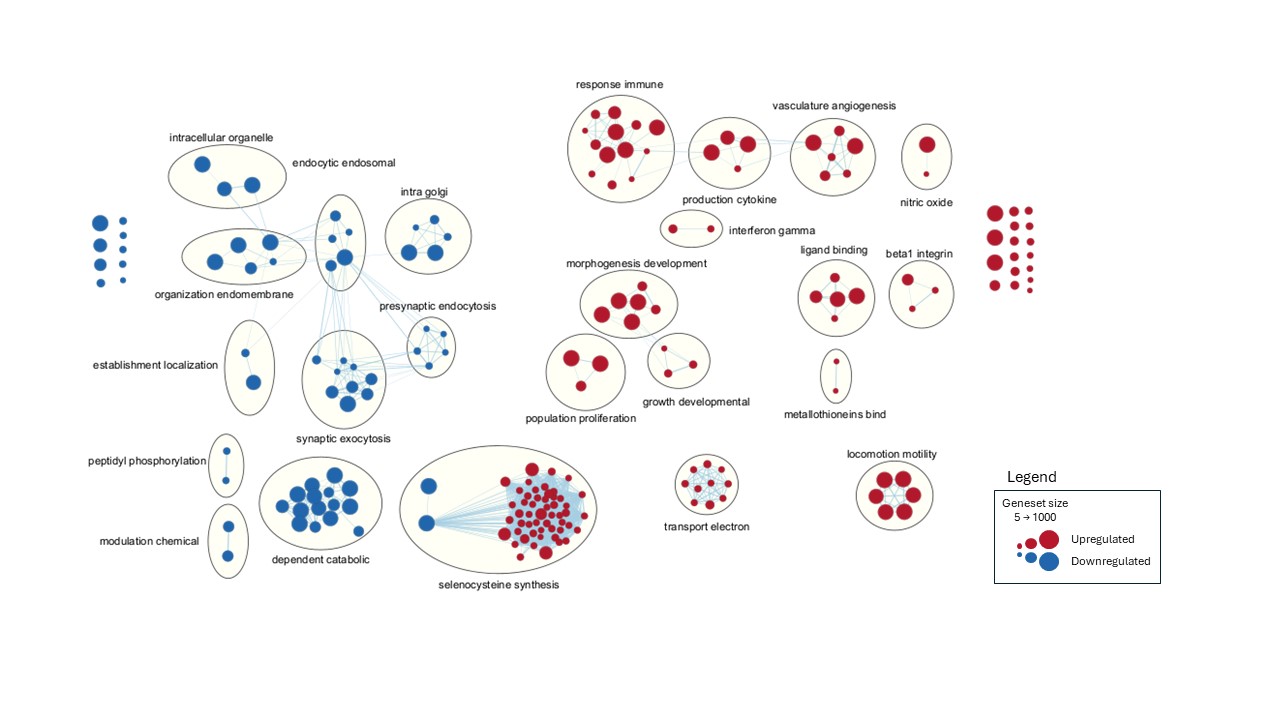 response immune
vasculature angiogenesis
intracellular organelle
endocytic endosomal
intra golgi
production cytokine
nitric oxide
interferon gamma
ligand binding
beta1 integrin
morphogenesis development
organization endomembrane
presynaptic endocytosis
establishment localization
growth developmental
metallothioneins bind
population proliferation
synaptic exocytosis
peptidyl phosphorylation
locomotion motility
Legend
Geneset size
5 → 1000
Upregulated
Downregulated
transport electron
modulation chemical
dependent catabolic
selenocysteine synthesis